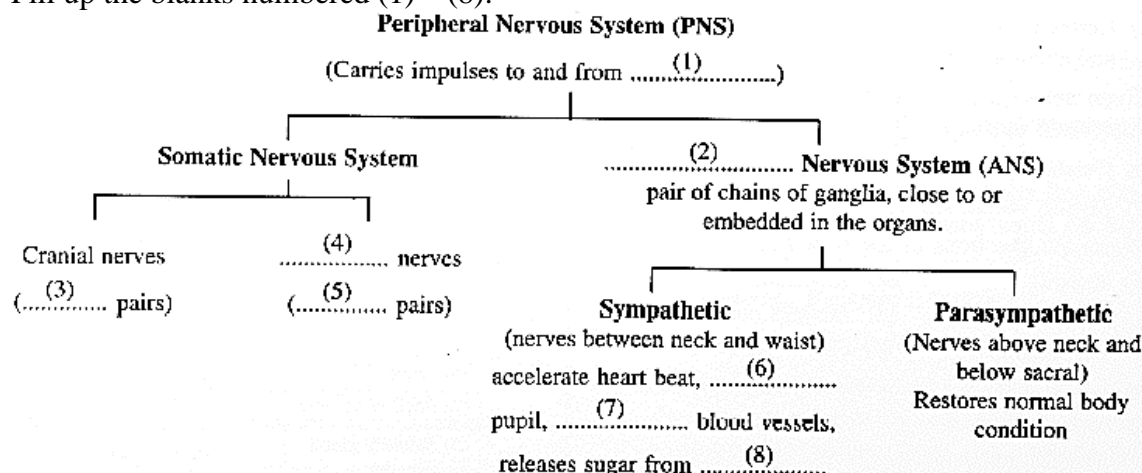 Fill up the blanks numbered (1) – (8).
Peripheral Nervous System (PNS)
(Carries impulses to and from ....(1)....)
Somatic Nervous System
....(2).... Nervous System (ANS)
pair of chains of ganglia, close to or
embedded in the organs.
Cranial nerves
....(4).... nerves
(....(3).... pairs)
(....(5).... pairs)
Sympathetic
(nerves between neck and waist)
accelerate heart beat, ....(6)....
pupil, ....(7).... blood vessels,
releases sugar from ....(8)....
Parasympathetic
(Nerves above neck and
below sacral)
Restores normal body
condition